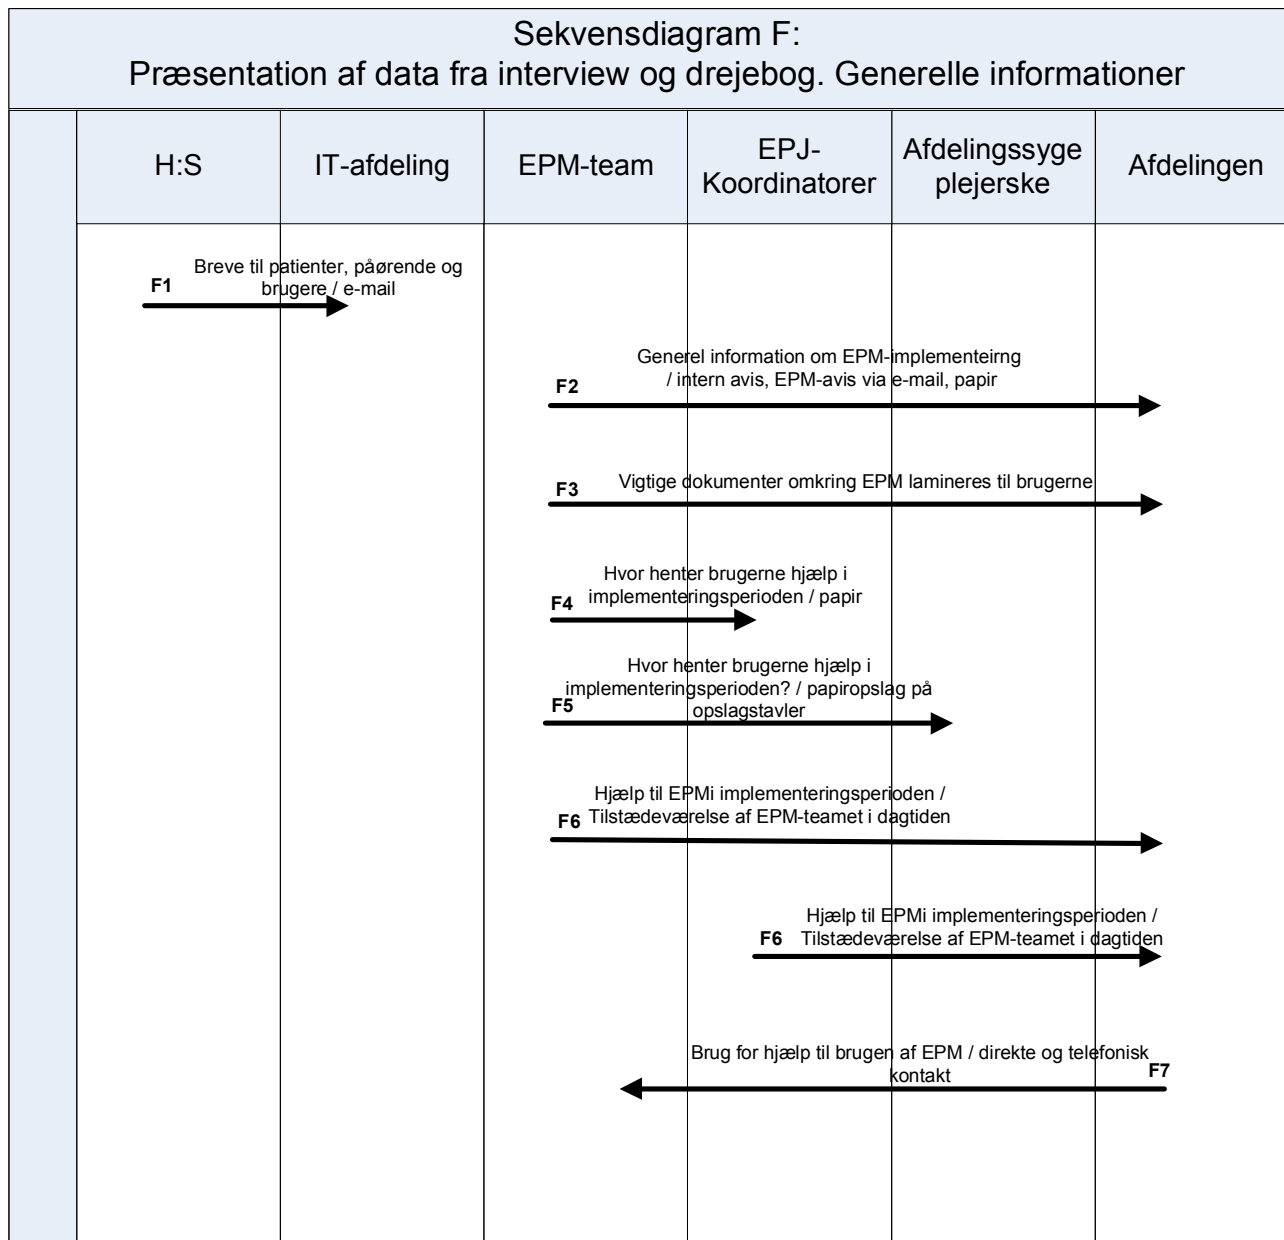 Sekvensdiagram F:
Præsentation af data fra interview og drejebog. Generelle informationer
H:S
IT-afdeling
EPM-team
EPJ-
Koordinatorer
Afdelingssyge
plejerske
Afdelingen
Breve til patienter, påørende og
brugere / e-mail
F1
Generel information om EPM-implementeirng
/ intern avis, EPM-avis via e-mail, papir
F2
Vigtige dokumenter omkring EPM lamineres til brugerne
F3
Hvor henter brugerne hjælp i
implementeringsperioden / papir
F4
Hvor henter brugerne hjælp i
implementeringsperioden? / papiropslag på
opslagstavler
F5
Hjælp til EPMi implementeringsperioden /
Tilstædeværelse af EPM-teamet i dagtiden
F6
Hjælp til EPMi implementeringsperioden /
Tilstædeværelse af EPM-teamet i dagtiden
F6
Brug for hjælp til brugen af EPM / direkte og telefonisk
kontakt
F7